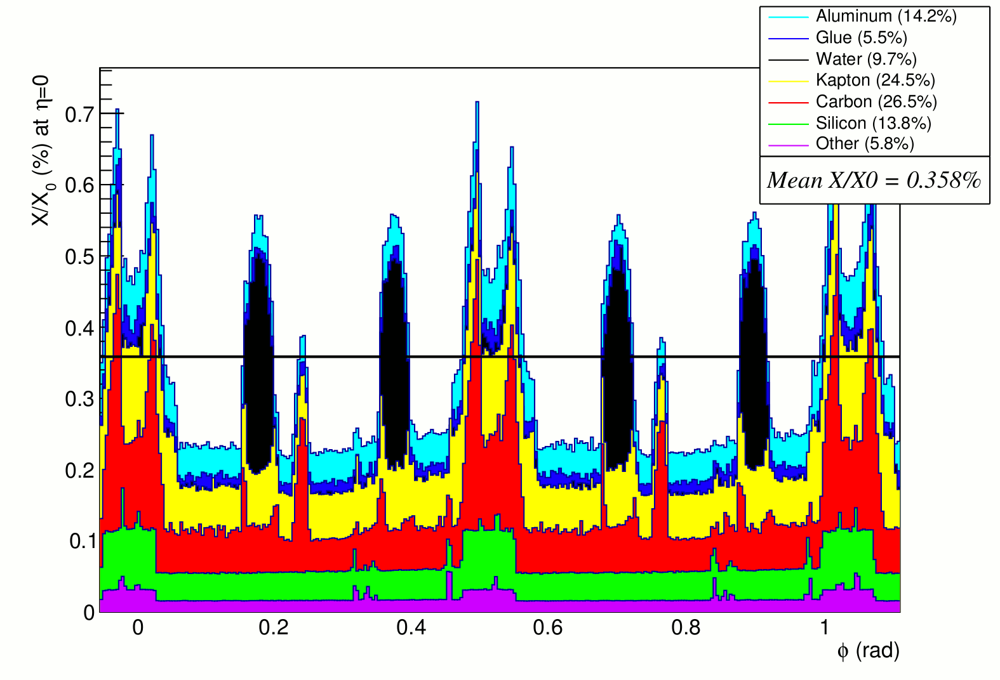 Aluminum (14.2%)
Glue (5.5%)
Water (9.7%)
Kapton (24.5%)
Carbon (26.5%)
Silicon (13.8%)
Other (5.8%)
Mean X/X0 = 0.358%
X/X0 (%) at η=0
0.7
0.6
0.5
0.4
0.3
0.2
0.1
0
0 0.2 0.4 0.6 0.8 1
ϕ (rad)